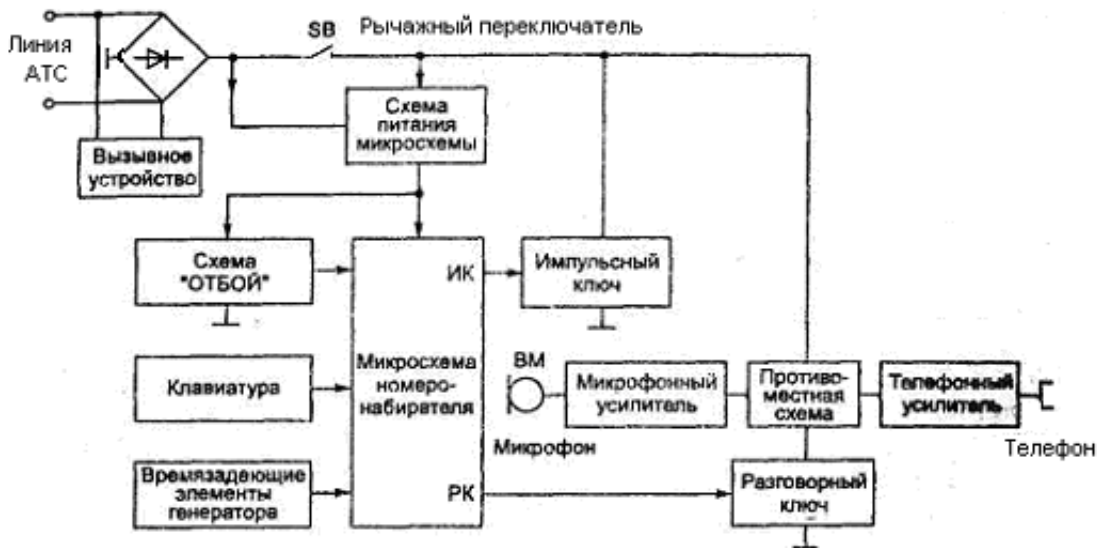 Линия
АТС
SB
Рычажный переключатель
Схема
питания
микросхемы
Вызывное
устройство
Схема
"ОТБОЙ"
ИК
Импульсный
ключ
Клавиатура
Микросхема
номеро-
набирателя
ВМ
Микрофонный
усилитель
Противо-
местная
схема
Телефонный
усилитель
Микрофон
Телефон
Времязадеющие
элементы
генератора
РК
Разговорный
ключ